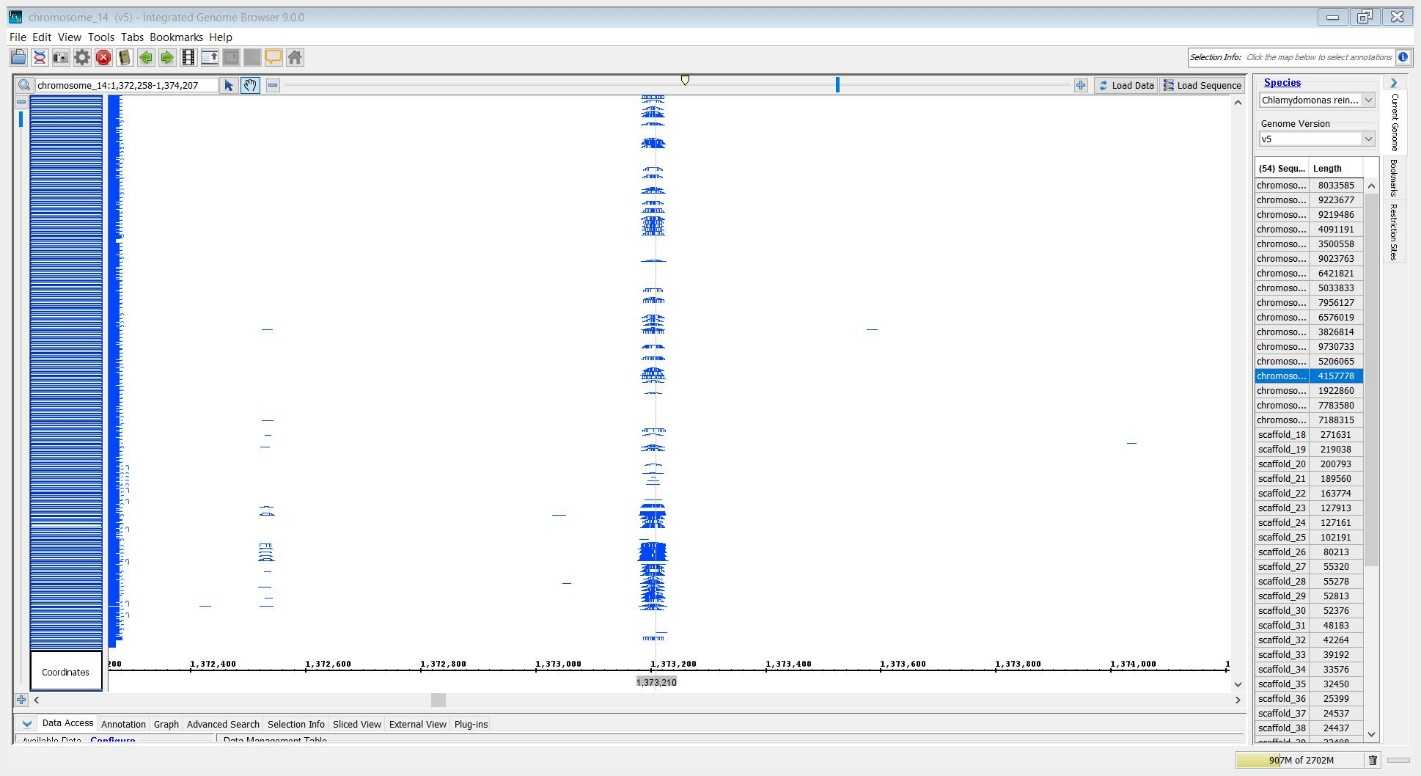 chromosome_14 (v5) - Integrated Genome Browser 9.0.0
File Edit View Tools Tabs Bookmarks Help
Selection Info: Click the map below to select annotations
chromosome_14:1,372,258-1,374,207
Load Data
Load Sequence
Species
Chlamydomonas rein...
Genome Version
v5
(54) Sequ... Length
chromoso... 8033585
chromoso... 9223677
chromoso... 9219486
chromoso... 4091191
chromoso... 3500558
chromoso... 9023763
chromoso... 6421821
chromoso... 5033833
chromoso... 7956127
chromoso... 6576019
chromoso... 3826814
chromoso... 9730733
chromoso... 5206065
chromoso... 4157778
chromoso... 1922860
chromoso... 7783580
chromoso... 7188315
scaffold_18 271631
scaffold_19 219038
scaffold_20 200793
scaffold_21 189560
scaffold_22 163774
scaffold_23 127913
scaffold_24 127161
scaffold_25 102191
scaffold_26 80213
scaffold_27 55320
scaffold_28 55278
scaffold_29 52813
scaffold_30 52376
scaffold_31 48183
scaffold_32 42264
scaffold_33 39192
scaffold_34 33576
scaffold_35 32450
scaffold_36 25399
scaffold_37 24537
scaffold_38 24437
Current Genome
Bookmarks
Restriction Sites
Coordinates
200 1,372,400 1,372,600 1,372,800 1,373,000 1,373,200 1,373,400 1,373,600 1,373,800 1,374,000 1
1,373,210
Data Access Annotation Graph Advanced Search Selection Info Sliced View External View Plug-ins
Available Data Configure Data Management Table
907M of 2702M